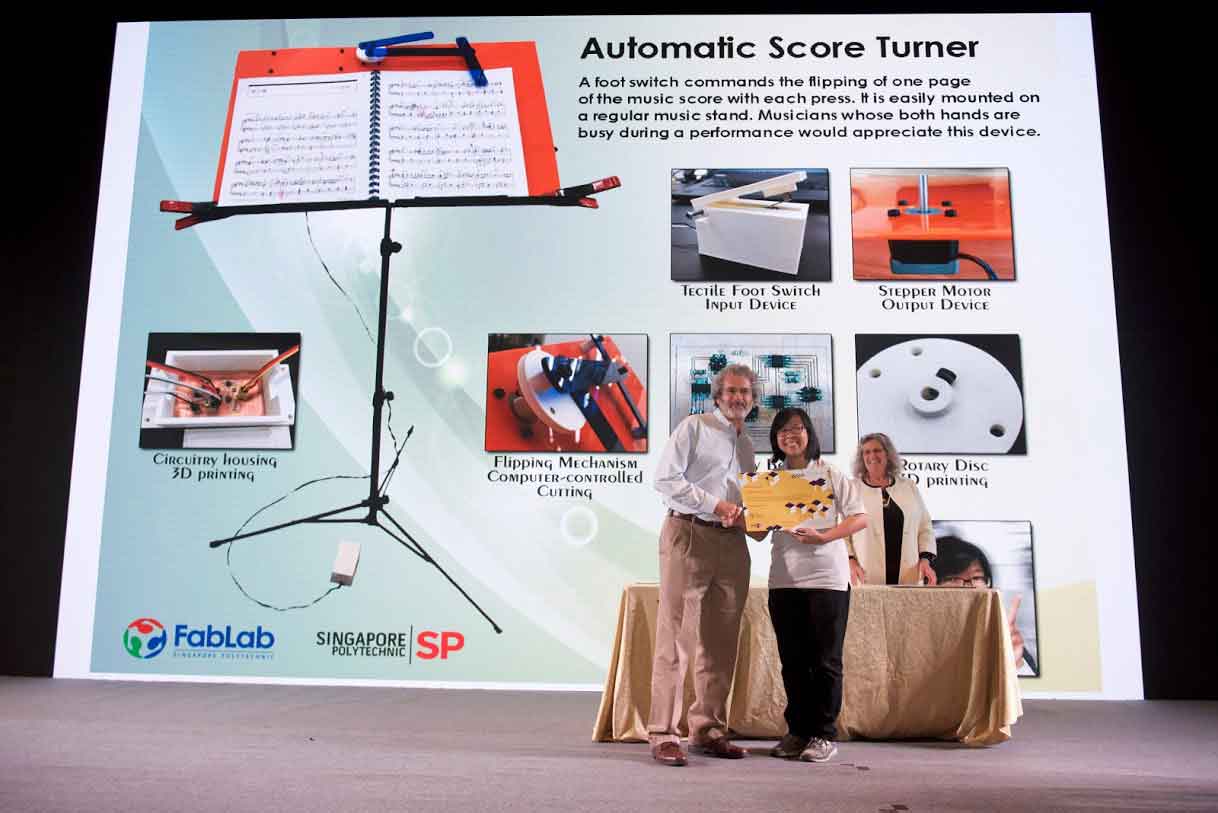 Automatic Score Turner
A foot switch commands the flipping of one page
of the music score with each press. It is easily mounted on
a regular music stand. Musicians whose both hands are
busy during a performance would appreciate this device.
Tectile Foot Switch
Input Device
Stepper Motor
Output Device
Circuitry housing
3D printing
Flipping Mechanism
Computer-controlled
Cutting
Rotary Disc
printing
FabLab
SINGAPORE POLYTECHNIC
SINGAPORE
POLYTECHNIC
SP